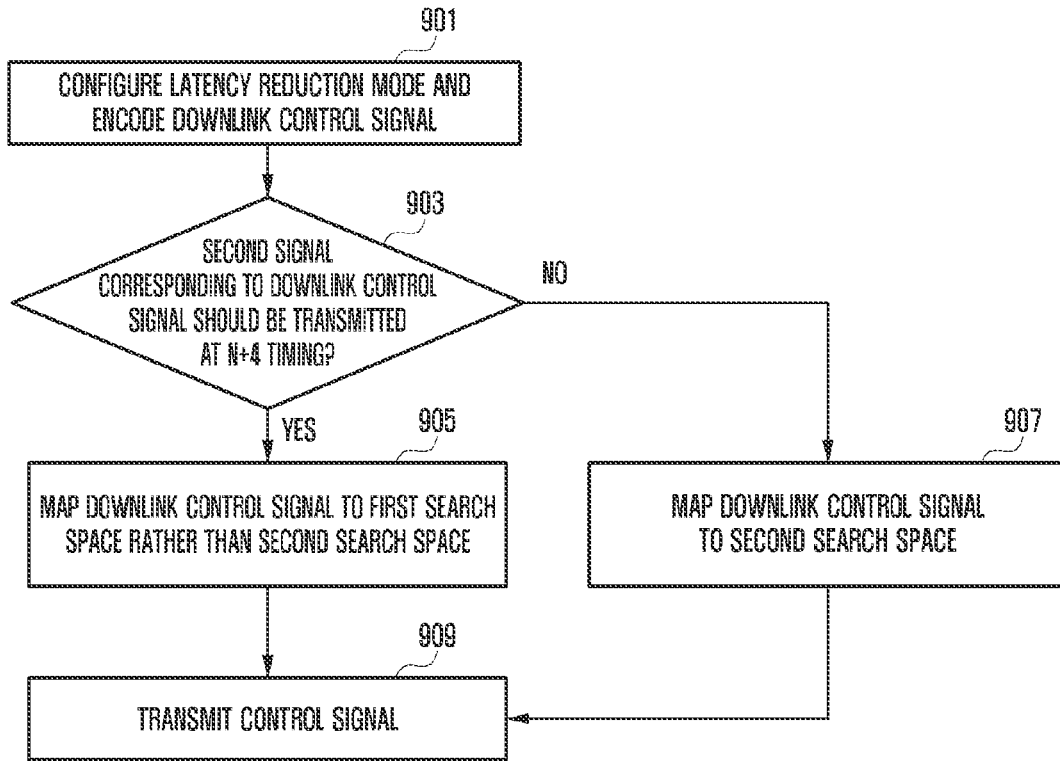 901
CONFIGURE LATENCY REDUCTION MODE AND
ENCODE DOWNLINK CONTROL SIGNAL
903
SECOND SIGNAL
CORRESPONDING TO DOWNLINK CONTROL
SIGNAL SHOULD BE TRANSMITTED
AT N+4 TIMING?
NO
YES
905
MAP DOWNLINK CONTROL SIGNAL TO FIRST SEARCH
SPACE RATHER THAN SECOND SEARCH SPACE
907
MAP DOWNLINK CONTROL SIGNAL
TO SECOND SEARCH SPACE
909
TRANSMIT CONTROL SIGNAL